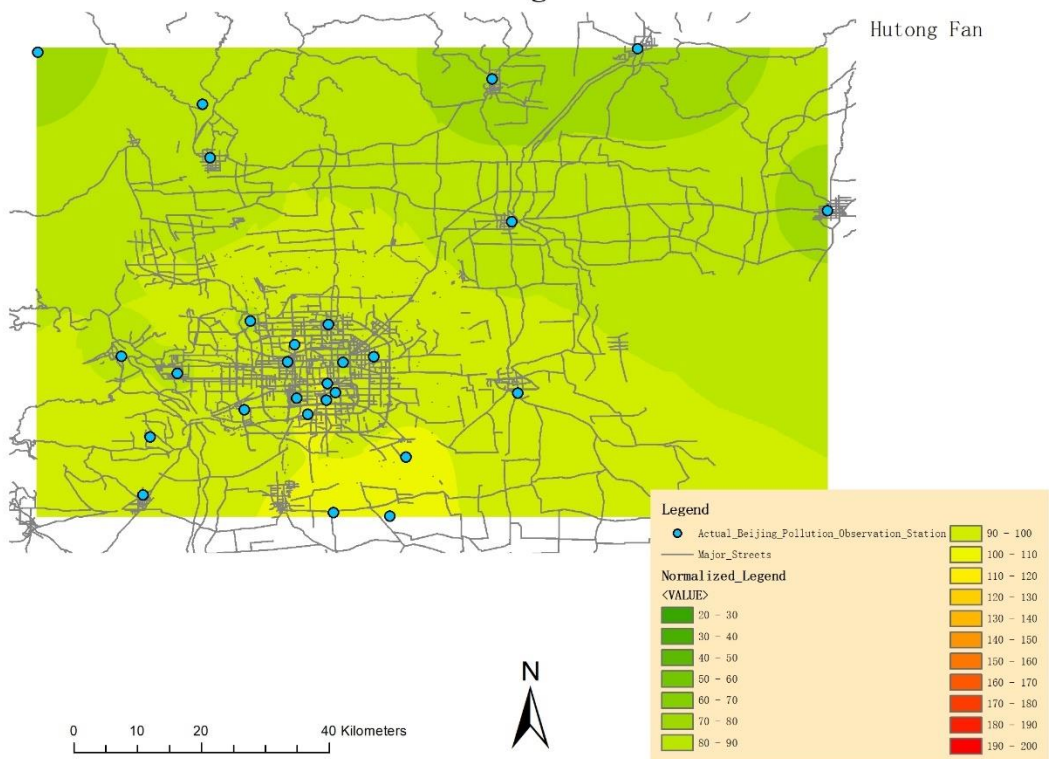 Hutong Fan
Legend
Actual_Beijing_Pollution_Observation_Station
Major_Streets
Normalized_Legend
<VALUE>
20 - 30
30 - 40
40 - 50
50 - 60
60 - 70
70 - 80
80 - 90
90 - 100
100 - 110
110 - 120
120 - 130
130 - 140
140 - 150
150 - 160
160 - 170
170 - 180
180 - 190
190 - 200
N
0 10 20 40 Kilometers